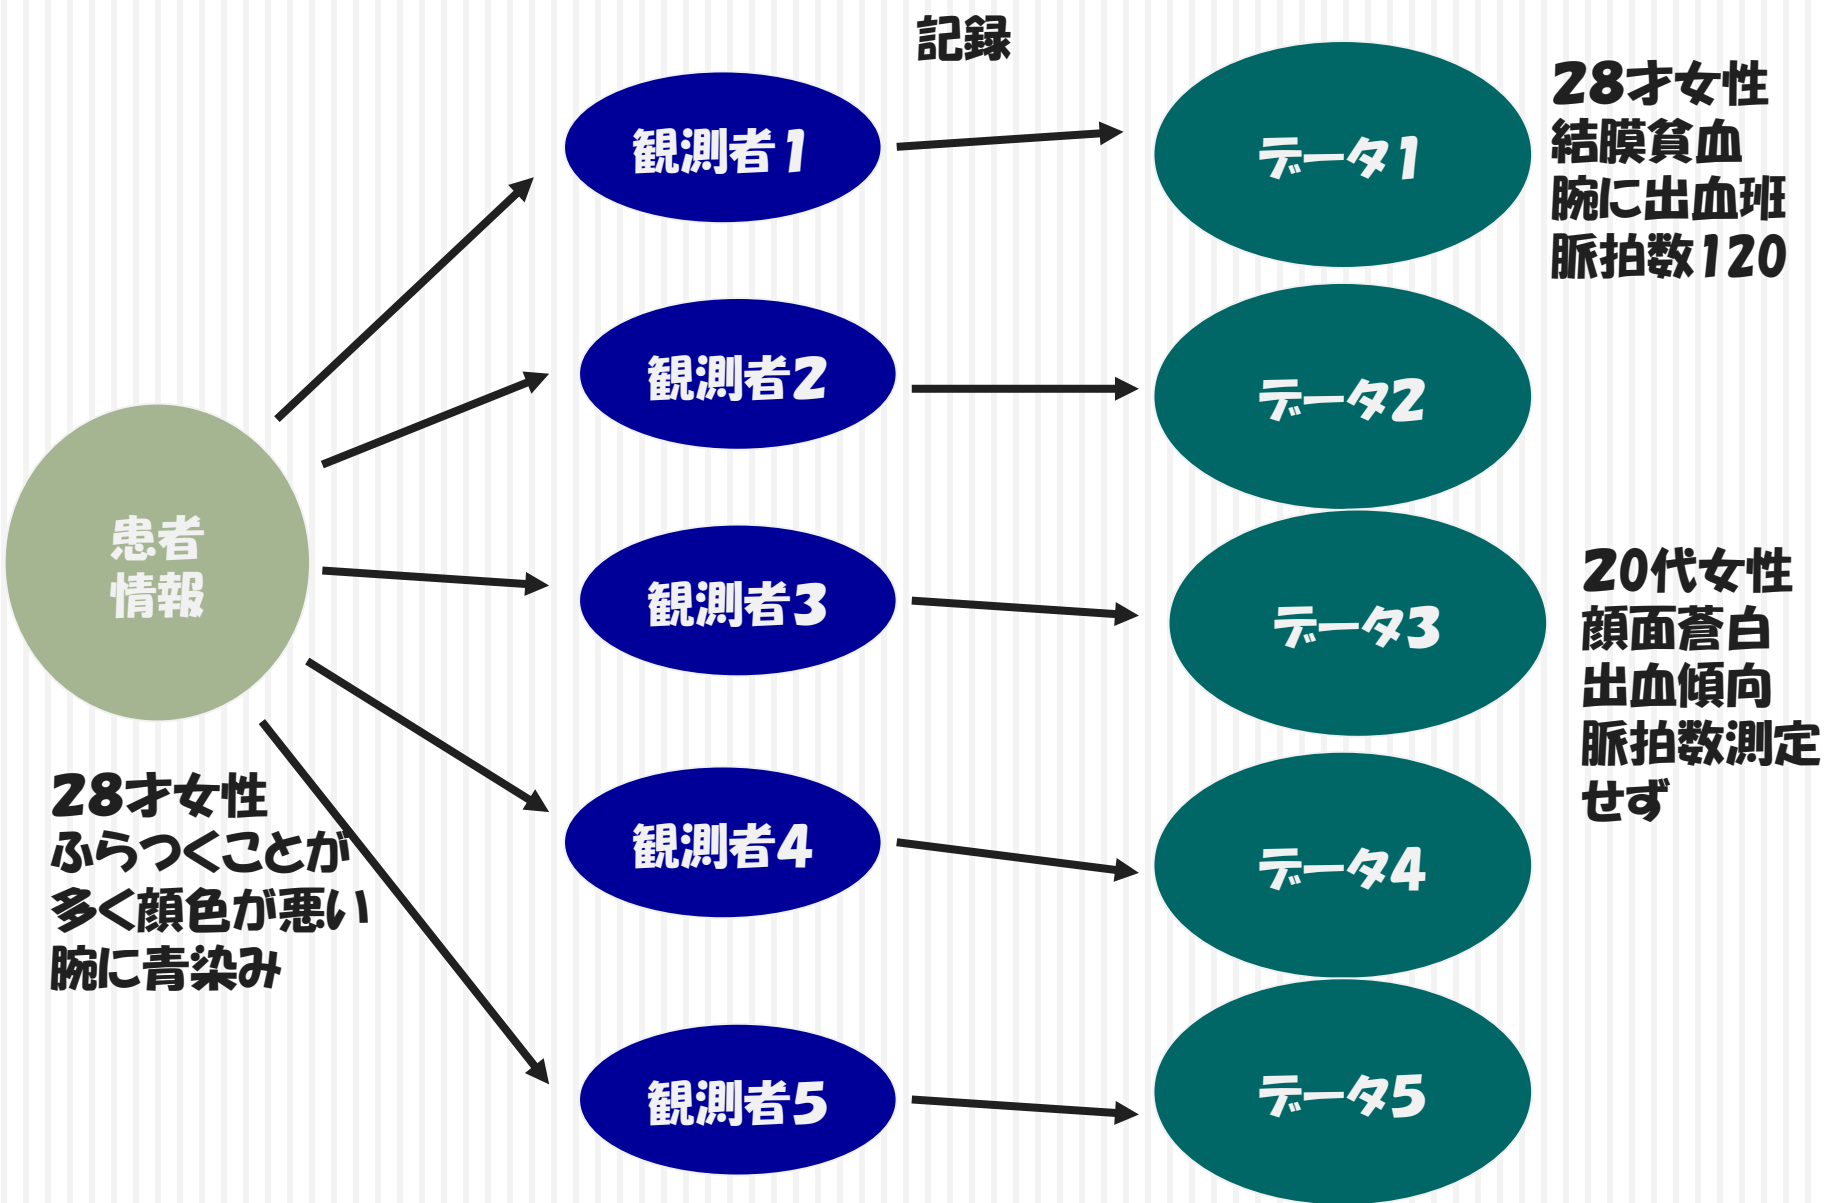 記録
観測者1
データ1
28才女性
結膜貧血
腕に出血班
脈拍数120
観測者2
データ2
患者
情報
観測者3
データ3
20代女性
顔面蒼白
出血傾向
脈拍数測定
せず
28才女性
ふらつくことが
多く顔色が悪い
腕に青染み
観測者4
データ4
観測者5
データ5